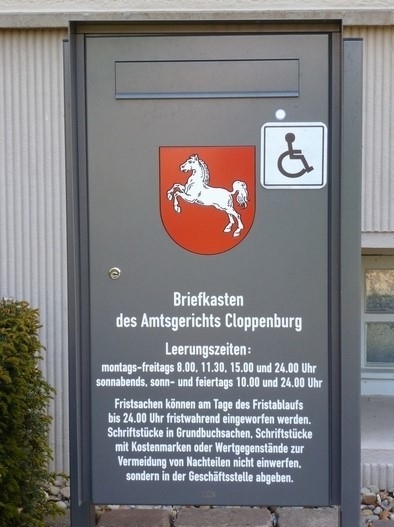 Briefkasten
des Amtsgerichts Cloppenburg
Leerungszeiten:
montags-freitags 8.00, 11.30, 15.00 und 24.00 Uhr
sonnabends, sonn- und feiertags 10.00 und 24.00 Uhr
Fristsachen können am Tage des Fristablaufs
bis 24.00 Uhr fristwahrend eingeworfen werden.
Schriftstücke in Grundbuchsachen, Schriftstücke
mit Kostenmarken oder Wertgegenstände zur
Vermeidung von Nachteilen nicht einwerfen,
sondern in der Geschäftsstelle abgeben.